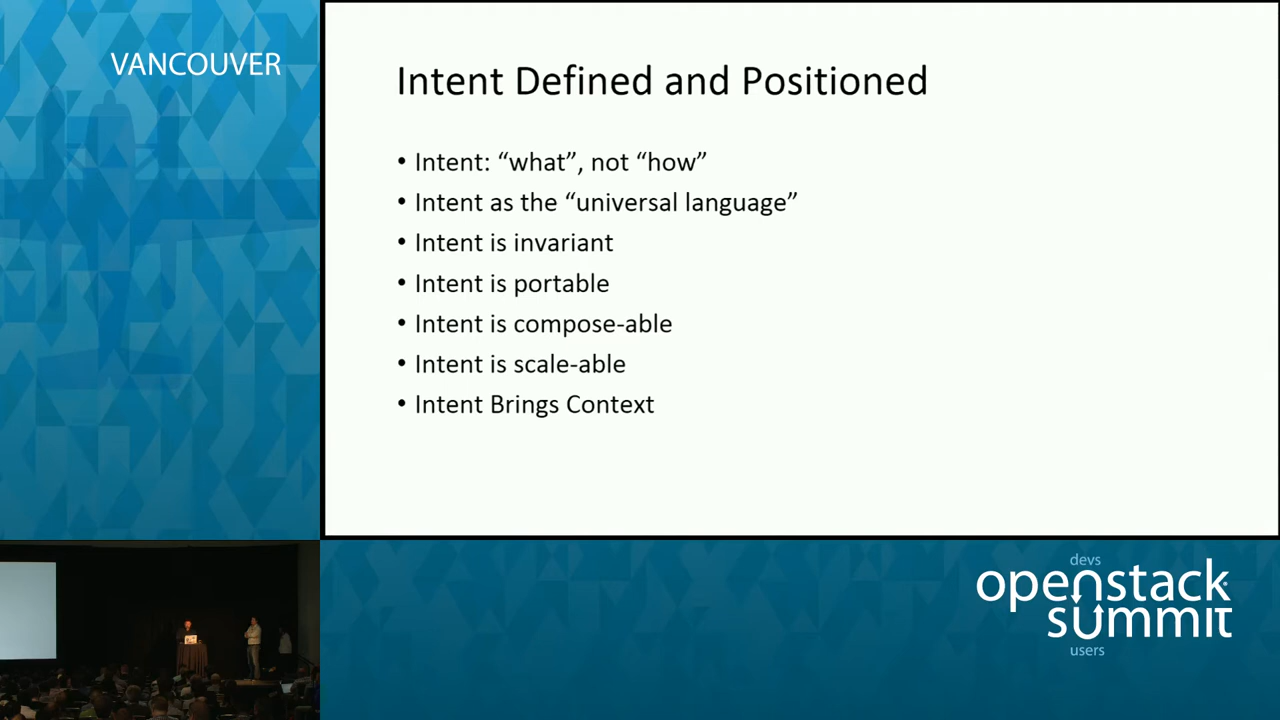 VANCOUVER
Intent Defined and Positioned
• Intent: “what”, not “how”
• Intent as the “universal language”
• Intent is invariant
• Intent is portable
• Intent is compose-able
• Intent is scale-able
• Intent Brings Context
devs
openstack
summit
users